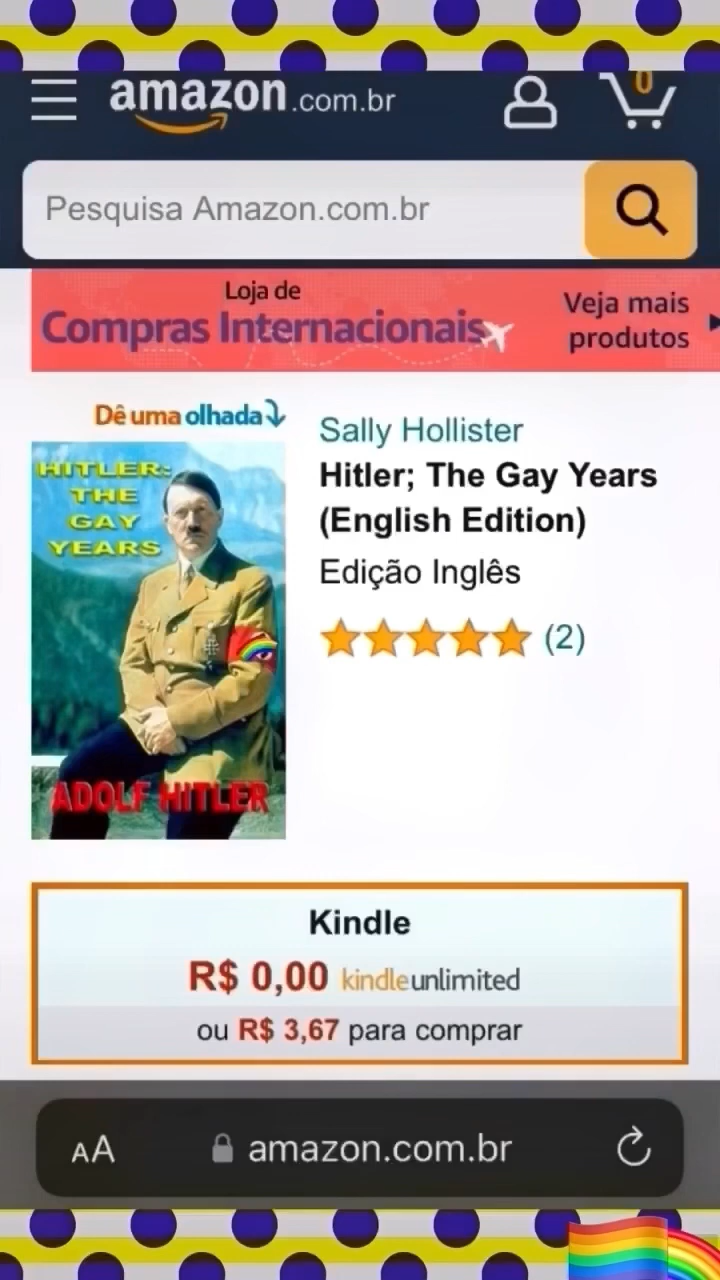 amazon.com.br
0
Pesquisa Amazon.com.br
Loja de
Compras Internacionais
Veja mais
produtos
Dê uma olhada
HITLER:
THE
GAY
YEARS
ADOLF HITLER
Sally Hollister
Hitler; The Gay Years
(English Edition)
Edição Inglês
(2)
Kindle
R$ 0,00 kindleunlimited
ou R$ 3,67 para comprar
AA
amazon.com.br